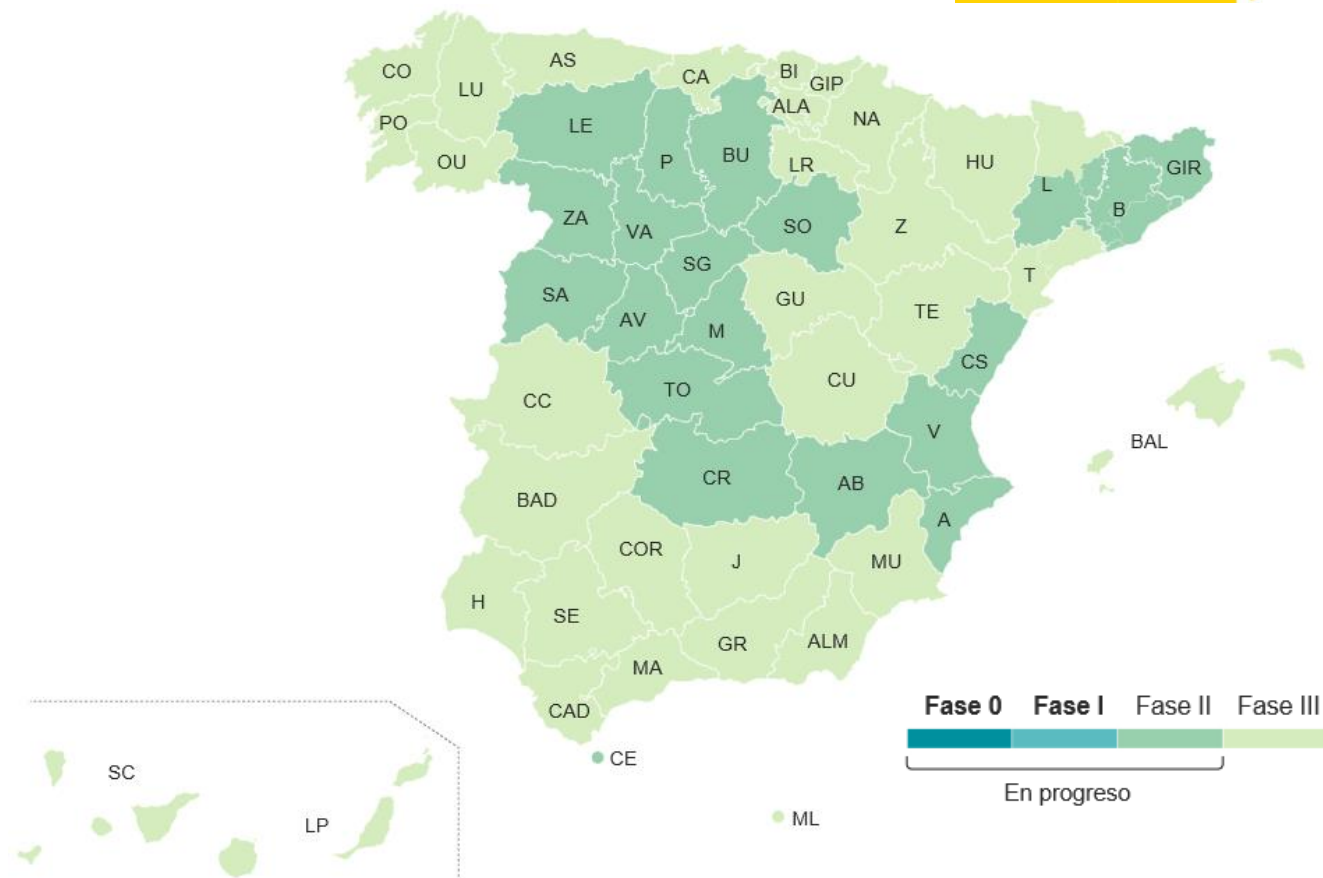 AS
BI
CO
CA
GIP
LU
ALA
NA
PO
LE
BU
OU
P
LR
HU
L
GIR
ZA
VA
SO
Z
B
SG
SA
AV
M
GU
TE
T
CS
CC
TO
CU
V
BAL
BAD
CR
AB
A
COR
J
MU
H
SE
GR
ALM
MA
CAD
CE
ML
SC
LP
Fase 0 Fase I Fase II Fase III
En progreso